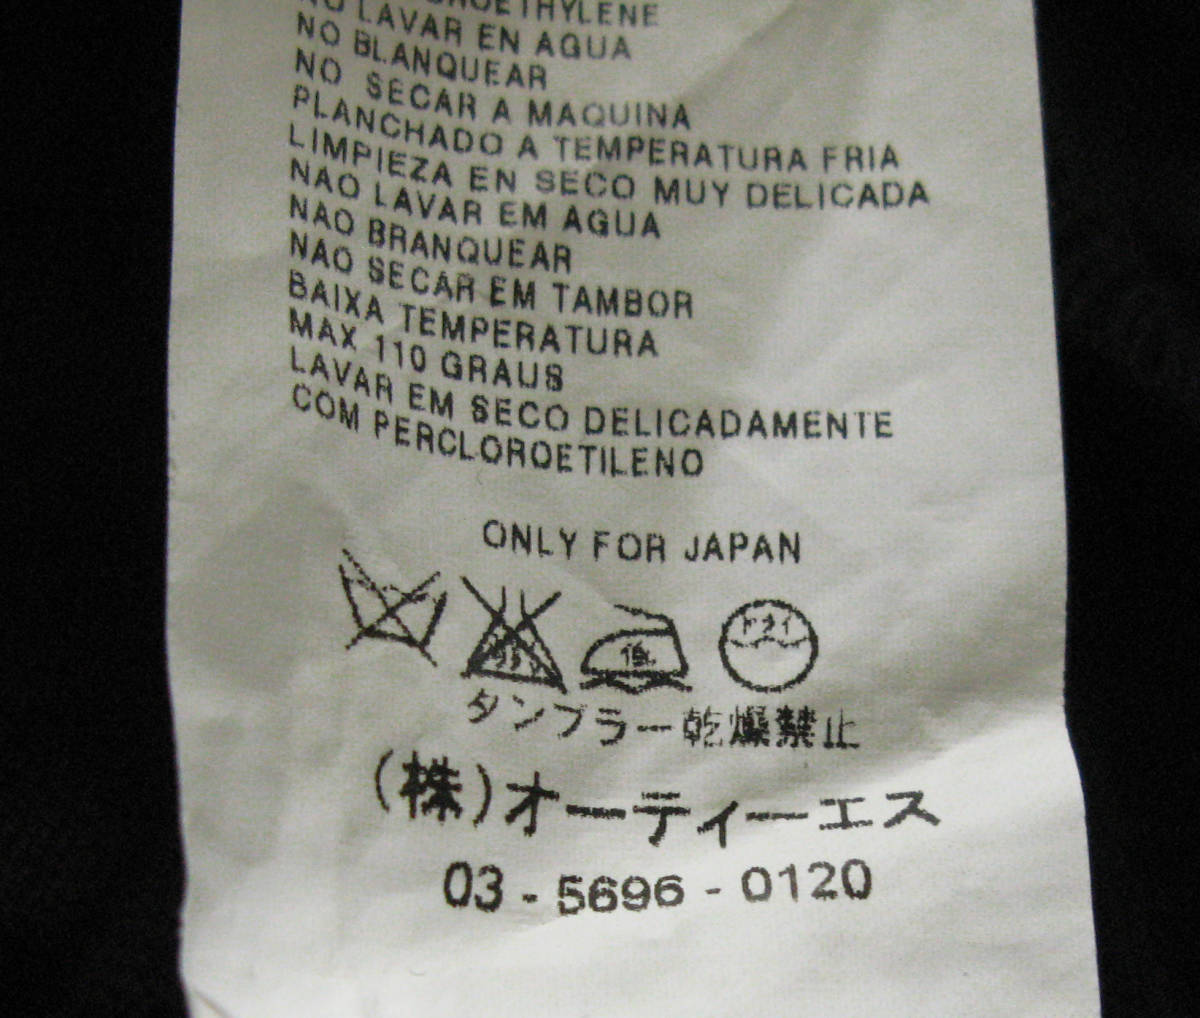 NO LAVAR EN AGUA
NO BLANQUEAR
NO SECAR A MAQUINA
PLANCHADO A TEMPERATURA FRIA
LIMPIEZA EN SECO MUY DELICADA
NAO LAVAR EM AGUA
NAO BRANQUEAR
NAO SECAR EM TAMBOR
BAIXA TEMPERATURA
MAX 110 GRAUS
LAVAR EM SECO DELICADAMENTE
COM PERCLOROETILENO
ONLY FOR JAPAN
ドライ
タンブラー乾燥禁止
(株)オーティーエス
03-5696-0120